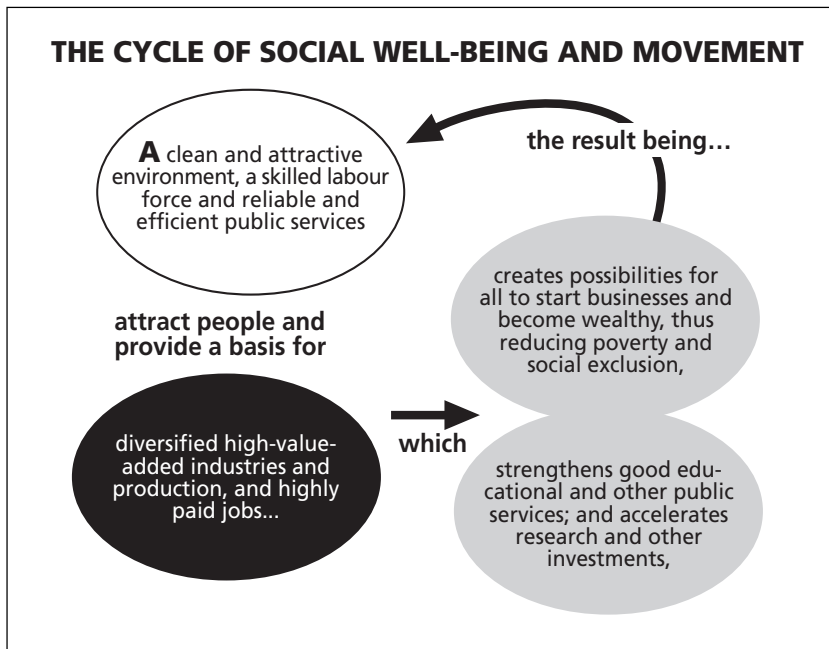 THE CYCLE OF SOCIAL WELL-BEING AND MOVEMENT
A clean and attractive
environment, a skilled labour
force and reliable and
efficient public services
attract people and
provide a basis for
diversified high-value-
added industries and
production, and highly
paid jobs...
which
creates possibilities for
all to start businesses and
become wealthy, thus
reducing poverty and
social exclusion,
strengthens good edu-
cational and other public
services; and accelerates
research and other
investments,
the result being...